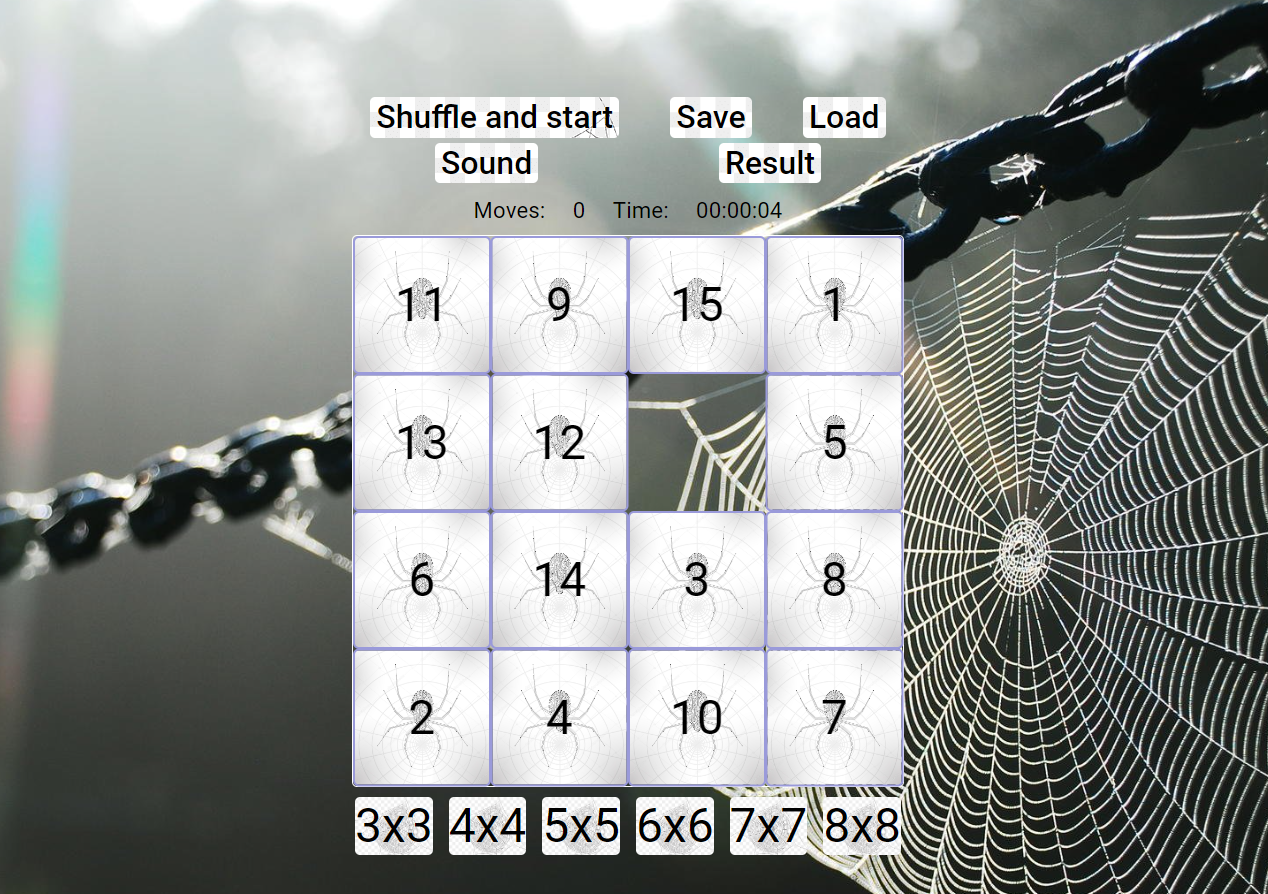 Shuffle and start Save Load
Sound Result
Moves: 0 Time: 00:00:04
11 9 15 1
13 12 5
6 14 3 8
2 4 10 7
3x3 4x4 5x5 6x6 7x7 8x8